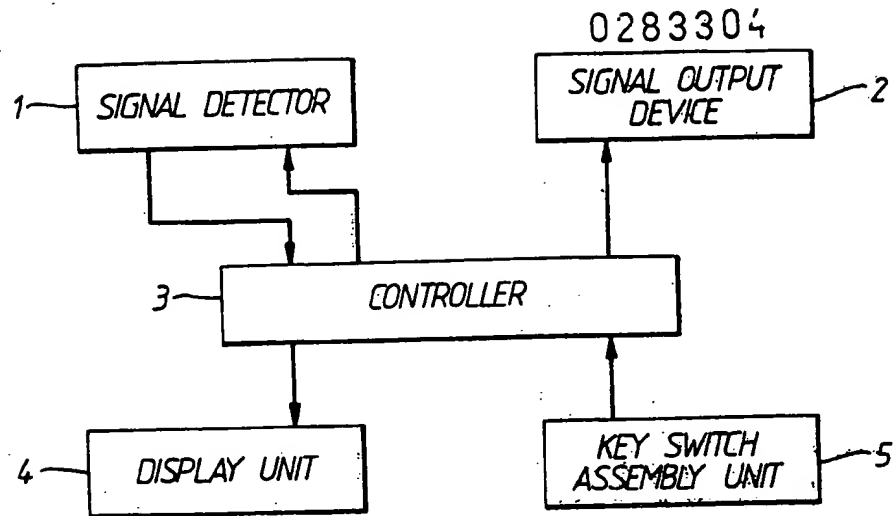 0283304
1 SIGNAL DETECTOR
SIGNAL OUTPUT
DEVICE 2
3 CONTROLLER
4 DISPLAY UNIT
KEY SWITCH
ASSEMBLY UNIT 5